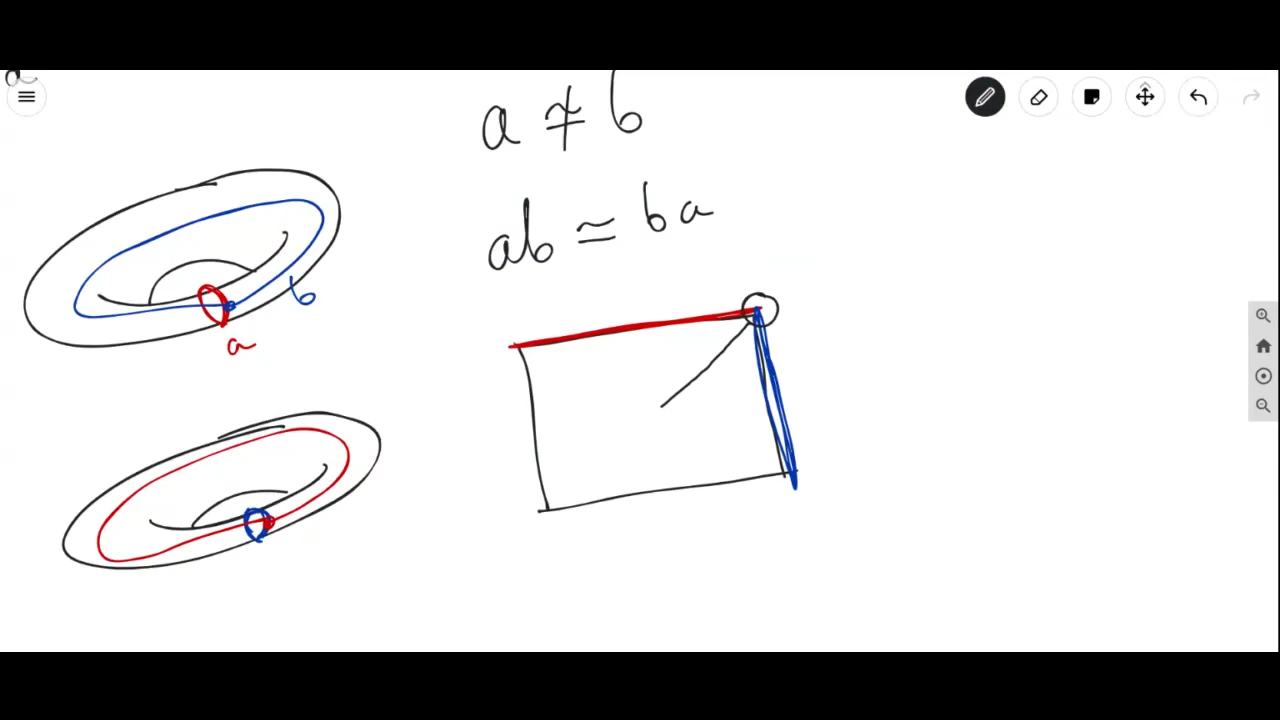 a ≄ b
ab ≃ ba
b
a